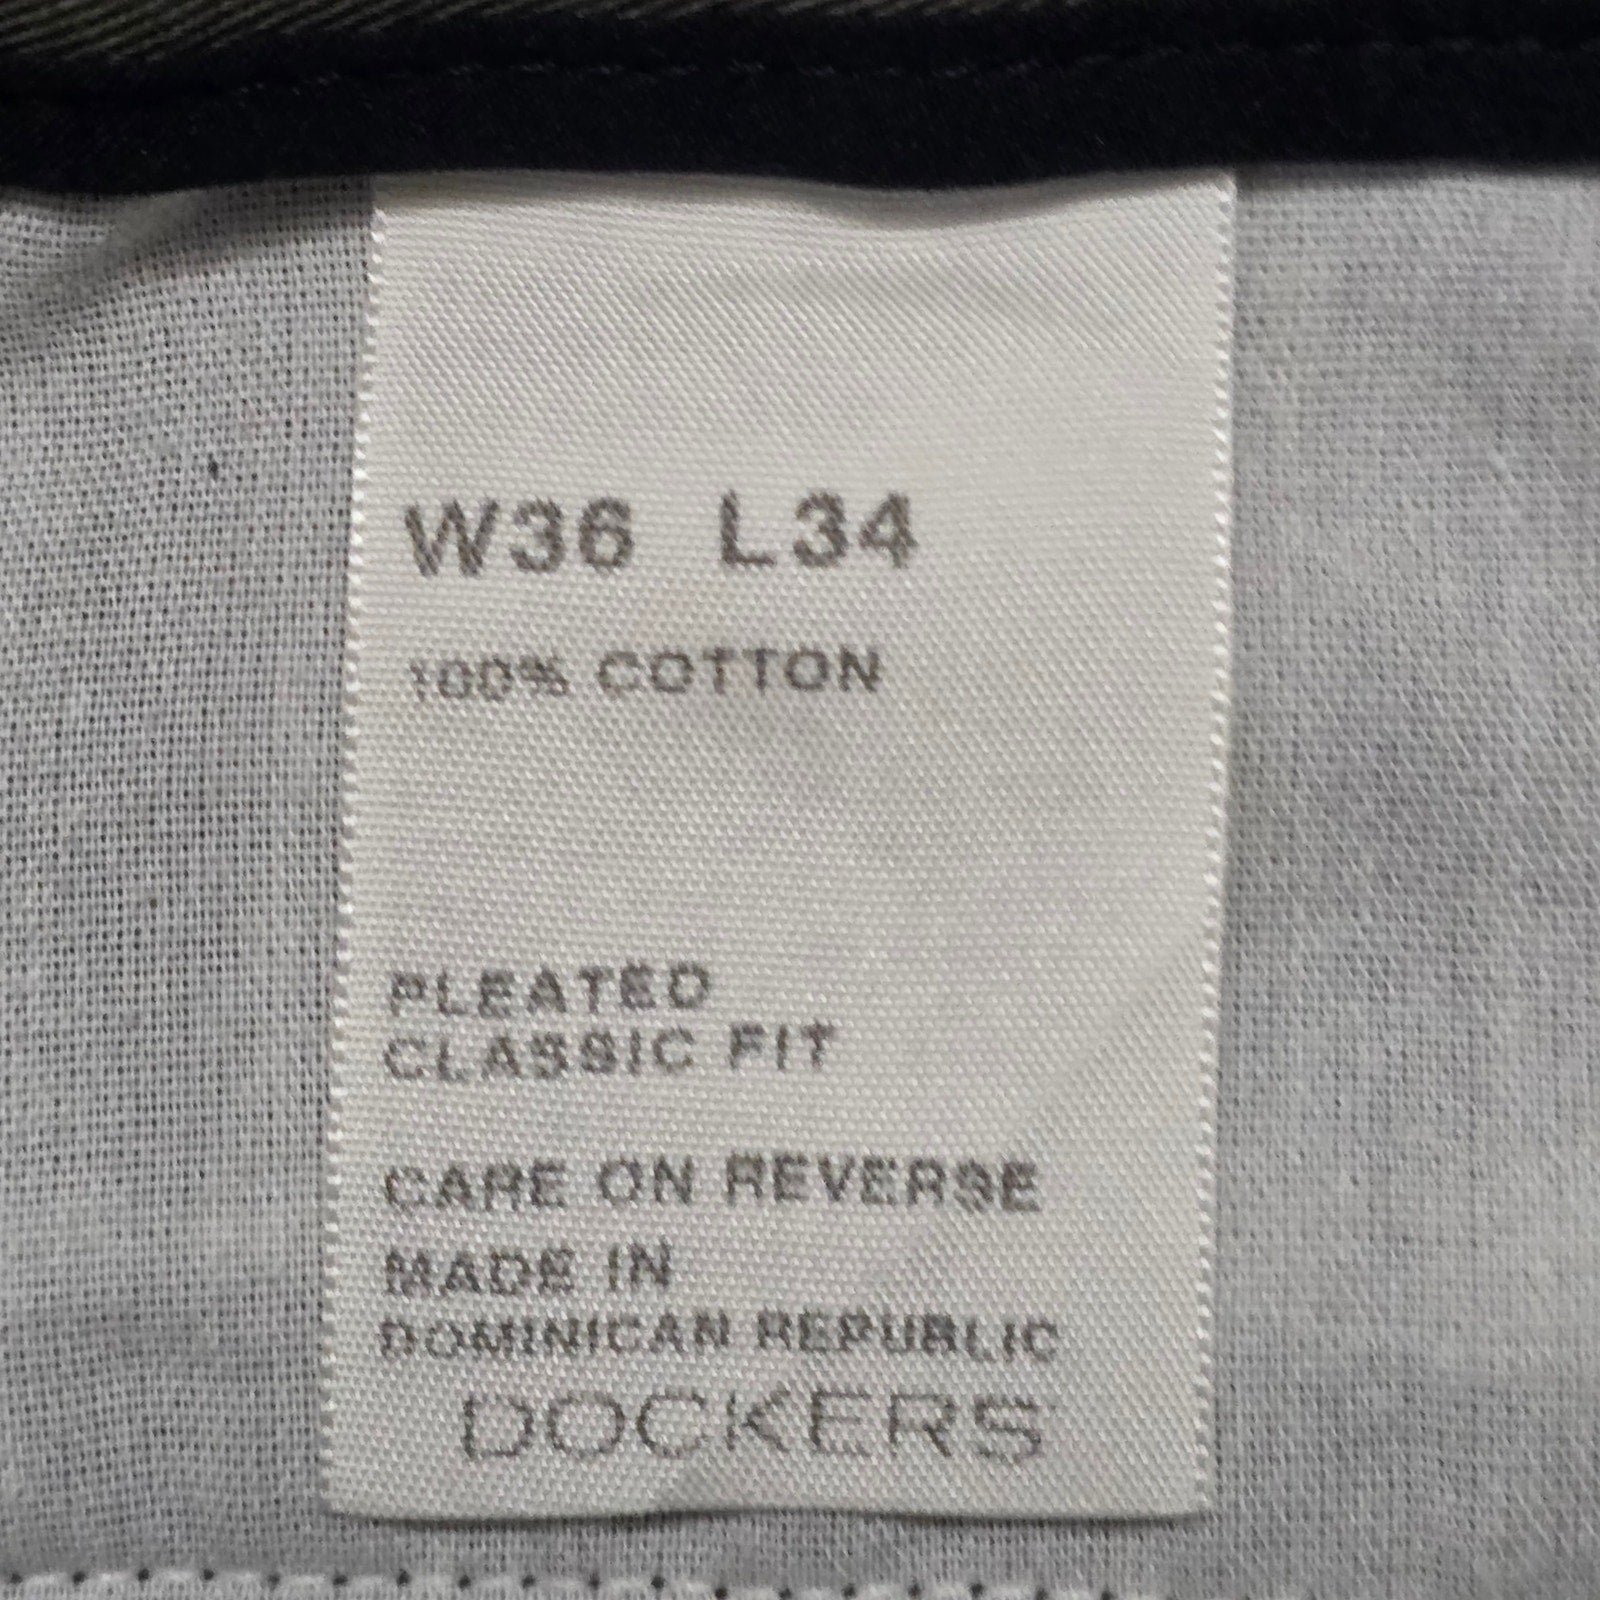 W36 L34
100% COTTON
PLEATED
CLASSIC FIT
CARE ON REVERSE
MADE IN
DOMINICAN REPUBLIC
DOCKERS